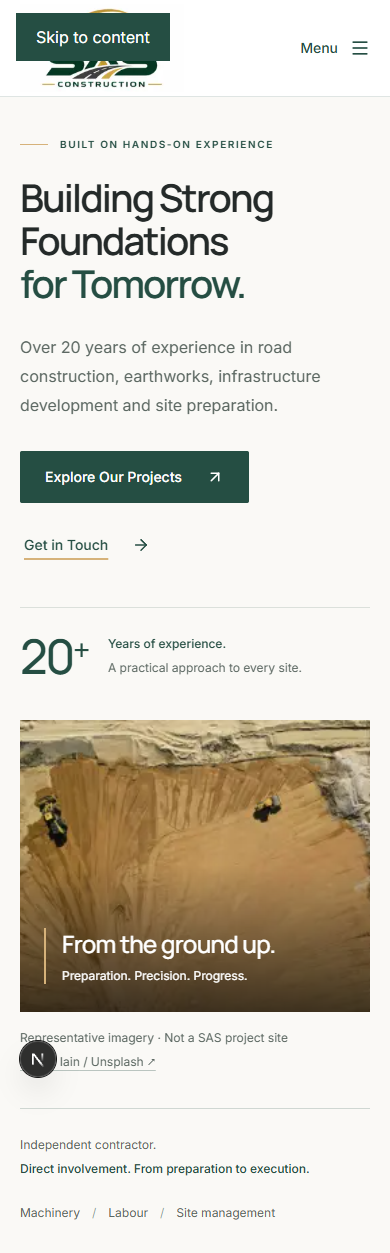 Skip to content
SAS
CONSTRUCTION
Menu
BUILT ON HANDS-ON EXPERIENCE
Building Strong
Foundations
for Tomorrow.
Over 20 years of experience in road
construction, earthworks, infrastructure
development and site preparation.
Explore Our Projects
Get in Touch
20+
Years of experience.
A practical approach to every site.
From the ground up.
Preparation. Precision. Progress.
Representative imagery · Not a SAS project site
N
lain / Unsplash ↗
Independent contractor.
Direct involvement. From preparation to execution.
Machinery / Labour / Site management